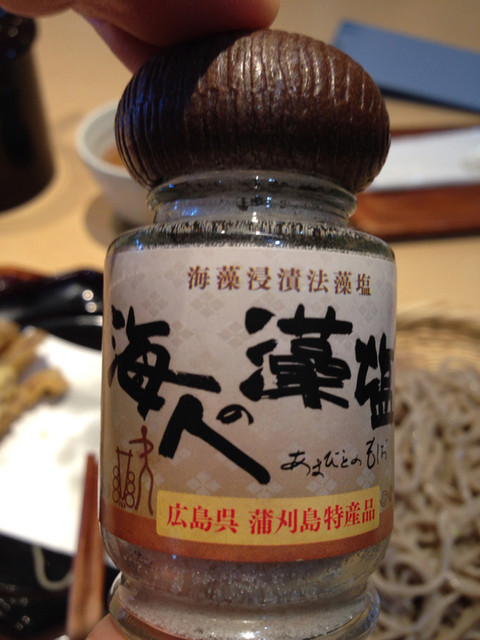 海藻浸漬法藻塩
海人の藻塩
あまびとのもしお
広島呉 蒲刈島特産品